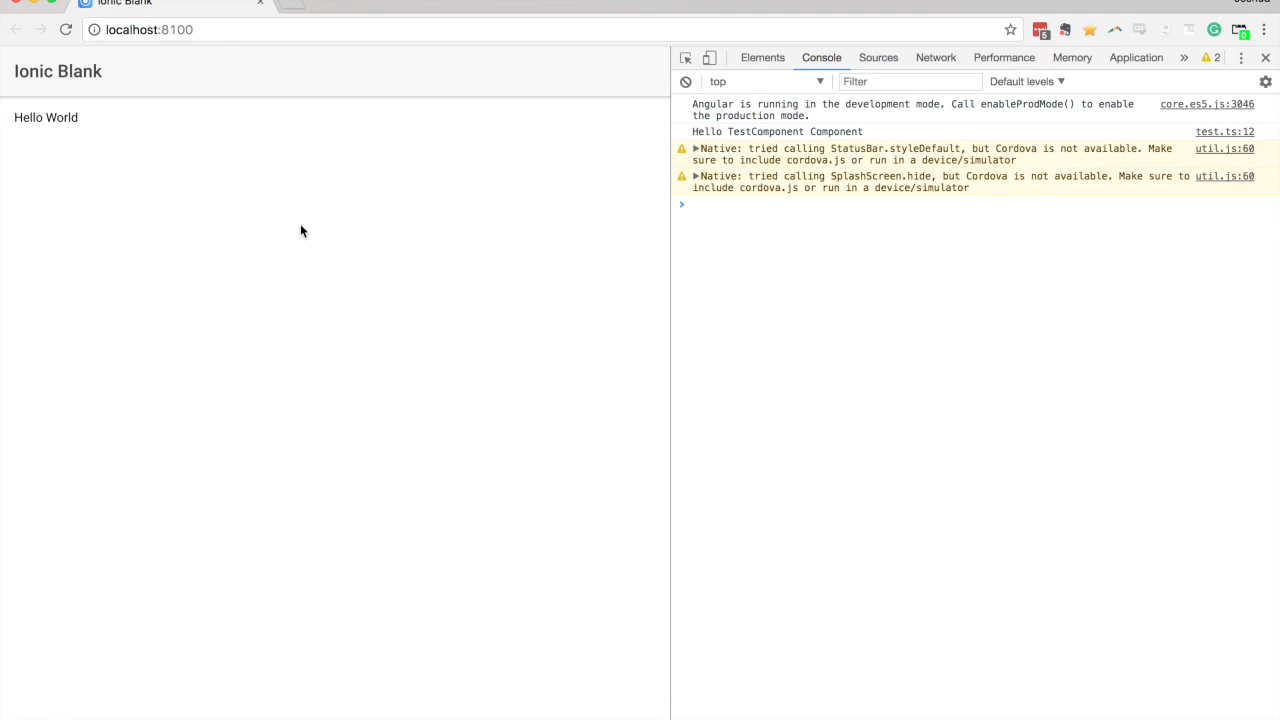 Ionic Blank
localhost:8100
5
0
Ionic Blank
Hello World
Elements Console Sources Network Performance Memory Application » 2
top Filter Default levels
Angular is running in the development mode. Call enableProdMode() to enable core.es5.js:3046
the production mode.
Hello TestComponent Component test.ts:12
Native: tried calling StatusBar.styleDefault, but Cordova is not available. Make util.js:60
sure to include cordova.js or run in a device/simulator
Native: tried calling SplashScreen.hide, but Cordova is not available. Make sure to util.js:60
include cordova.js or run in a device/simulator